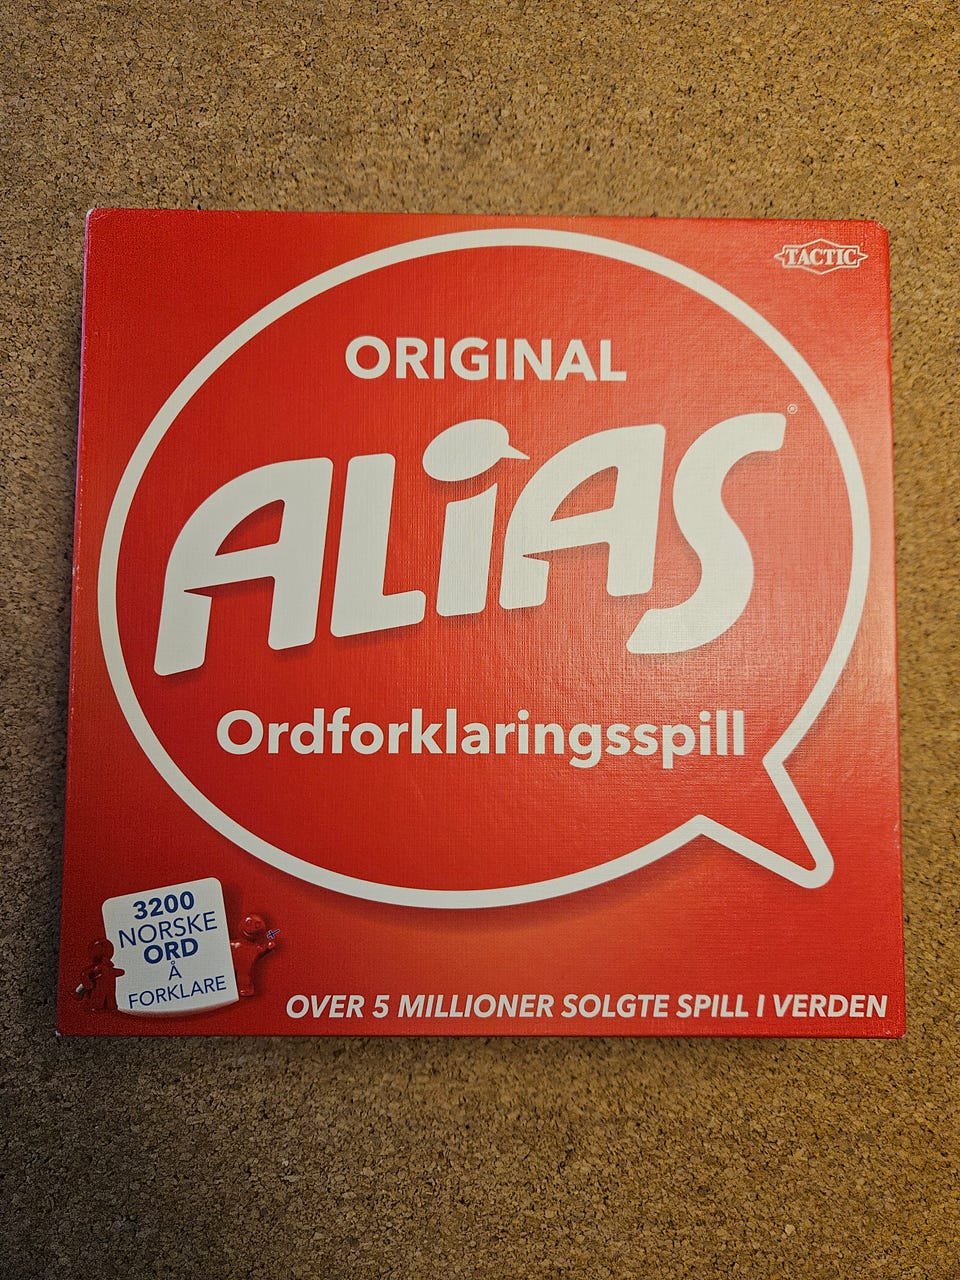 TACTIC
ORIGINAL
ALiAS®
Ordforklaringsspill
3200
NORSKE
ORD
Å
FORKLARE
OVER 5 MILLIONER SOLGTE SPILL I VERDEN